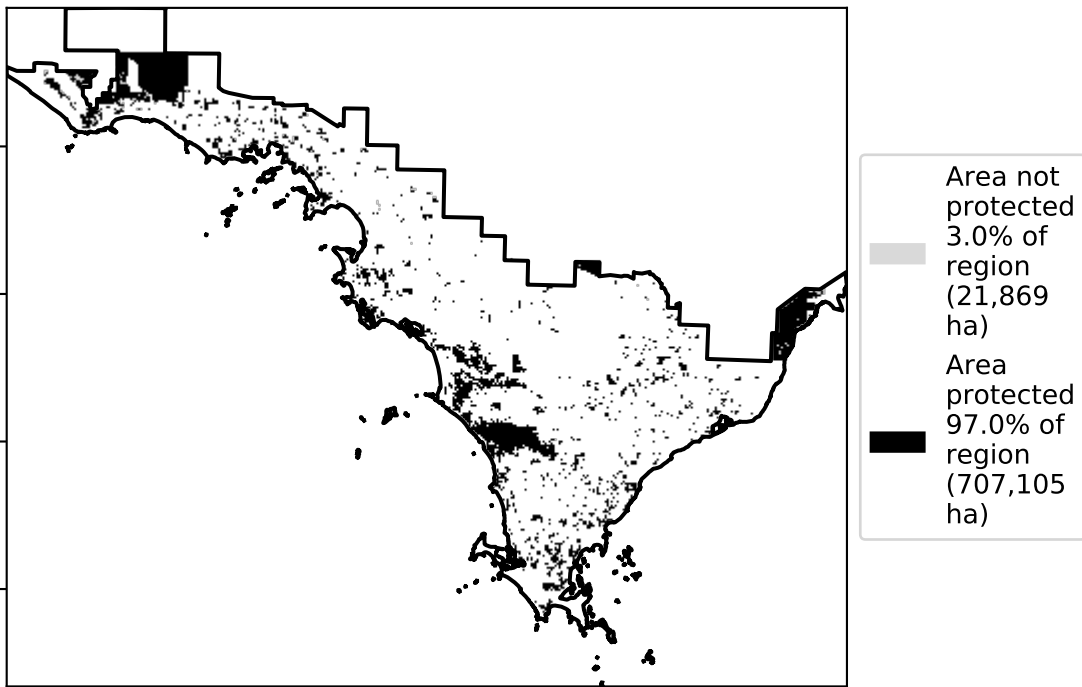 Area not
protected
3.0% of
region
(21,869
ha)
Area
protected
97.0% of
region
(707,105
ha)